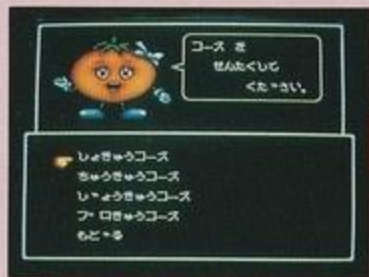 コース を
せんたくして
ください。
しょきゅうコース
ちゅうきゅうコース
じょうきゅうコース
プロきゅうコース
もどる